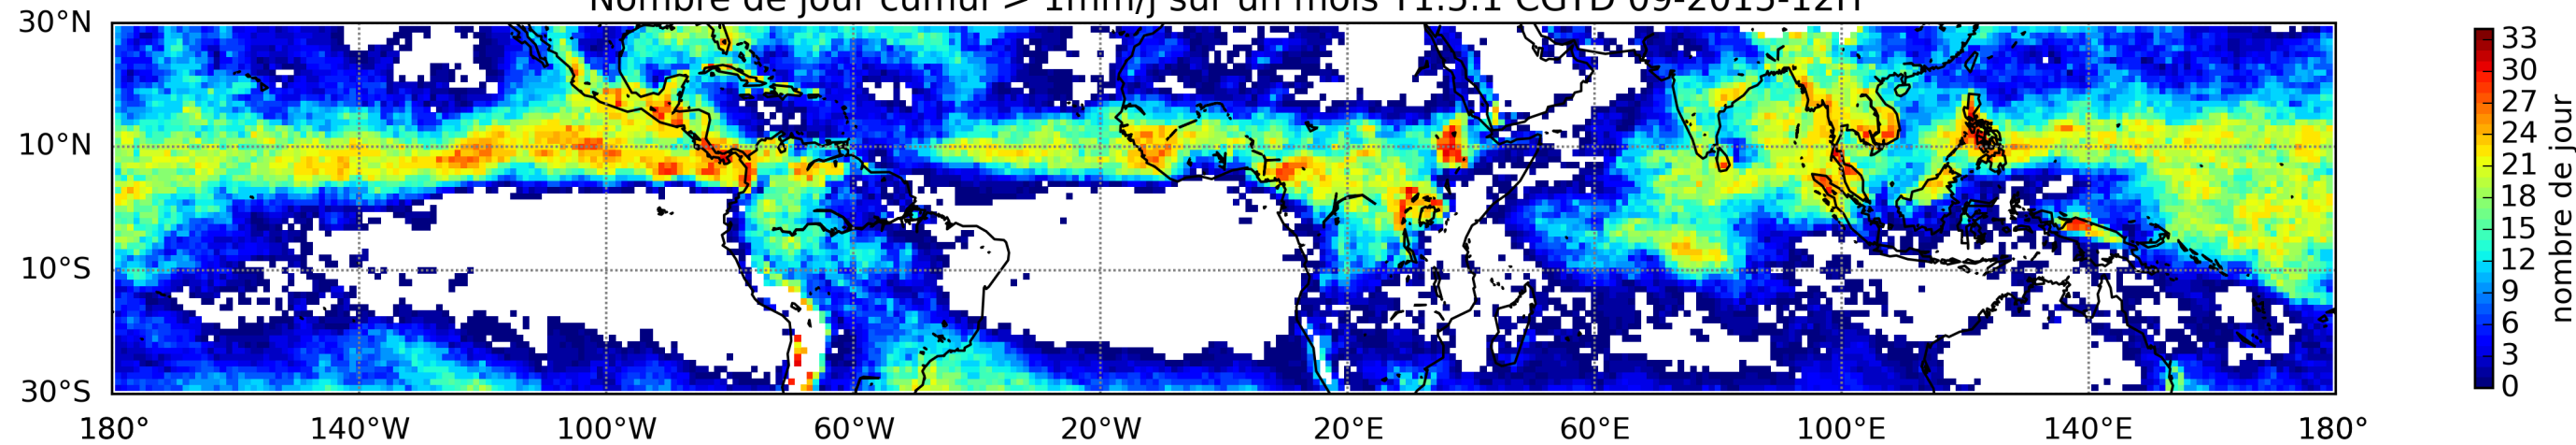 Nombre de jour cumul > 1mm/j sur un mois T1.5.1 CGTD 09-2015-12H
30°N
10°N
10°S
30°S
180° 140°W 100°W 60°W 20°W 20°E 60°E 100°E 140°E 180°
33
30
27
24
21
18
15
12
9
6
3
0
nombre de jour